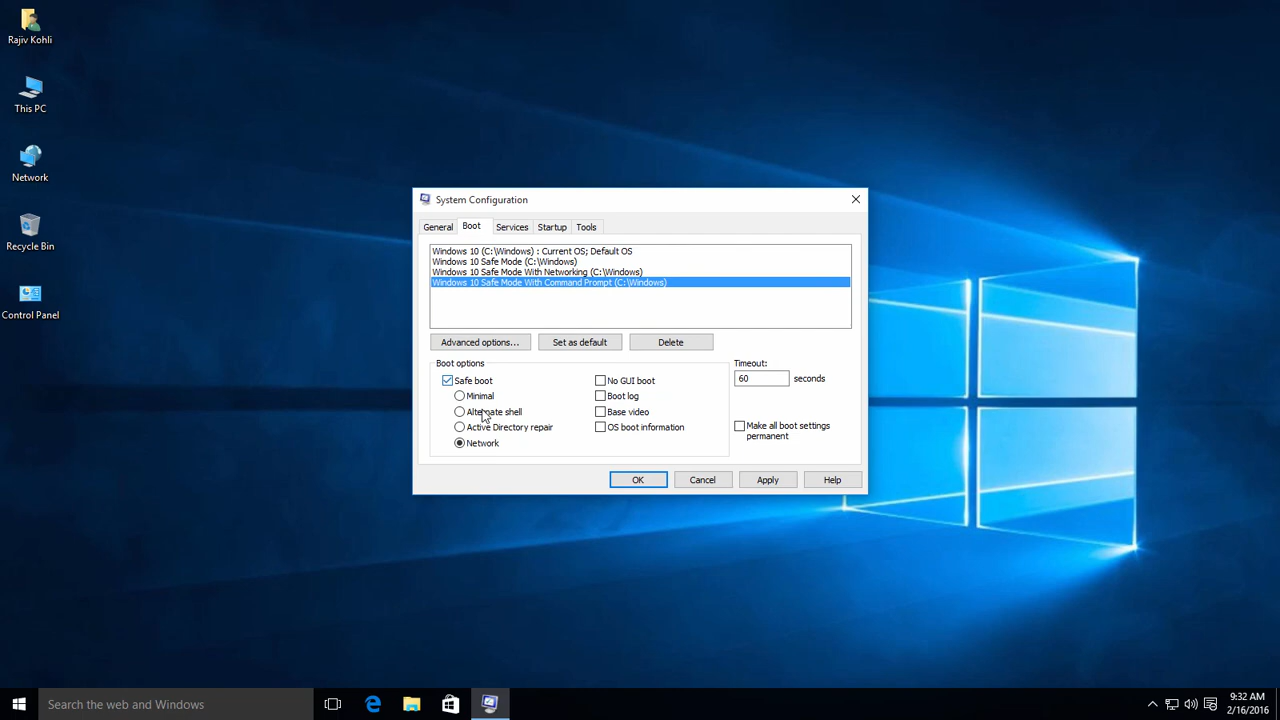 Rajiv Kohli
This PC
Network
Recycle Bin
Control Panel
System Configuration
General Boot Services Startup Tools
Windows 10 (C:\Windows) : Current OS; Default OS
Windows 10 Safe Mode (C:\Windows)
Windows 10 Safe Mode With Networking (C:\Windows)
Windows 10 Safe Mode With Command Prompt (C:\Windows)
Advanced options... Set as default Delete
Boot options
Safe boot
Minimal
Alternate shell
Active Directory repair
Network
No GUI boot
Boot log
Base video
OS boot information
Timeout:
60 seconds
Make all boot settings
permanent
OK Cancel Apply Help
Search the web and Windows
9:32 AM
2/16/2016